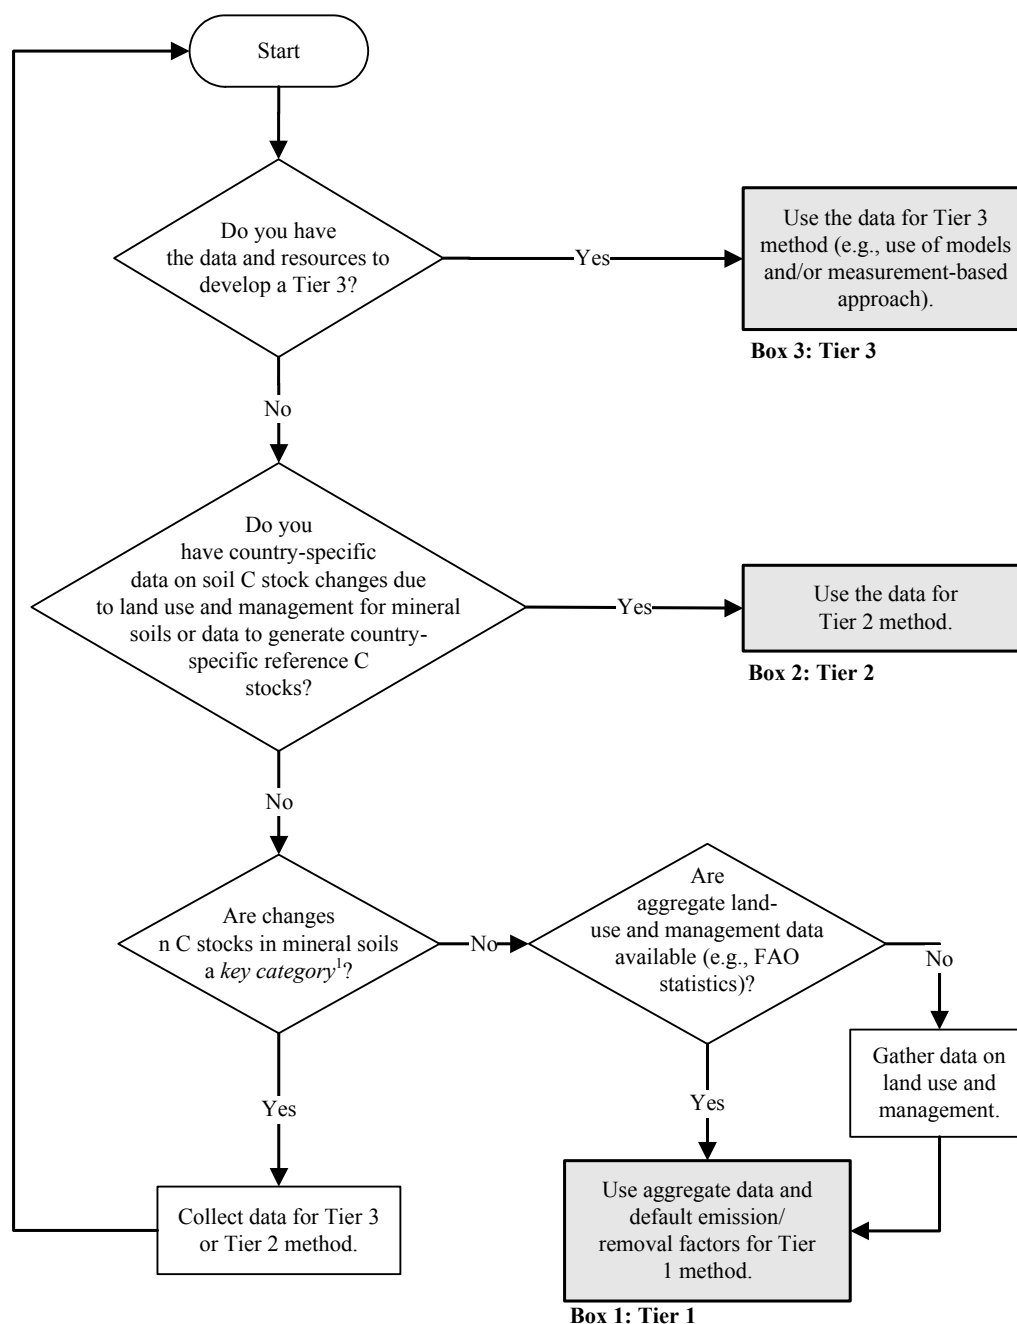 Start
Do you have
the data and resources to
develop a Tier 3?
Yes
Use the data for Tier 3
method (e.g., use of models
and/or measurement-based
approach).
Box 3: Tier 3
No
Do you
have country-specific
data on soil C stock changes due
to land use and management for mineral
soils or data to generate country-
specific reference C
stocks?
Yes
Use the data for
Tier 2 method.
Box 2: Tier 2
No
Are changes
n C stocks in mineral soils
a key category¹?
No
Are
aggregate land-
use and management data
available (e.g., FAO
statistics)?
No
Gather data on
land use and
management.
Yes
Yes
Collect data for Tier 3
or Tier 2 method.
Use aggregate data and
default emission/
removal factors for Tier
1 method.
Box 1: Tier 1